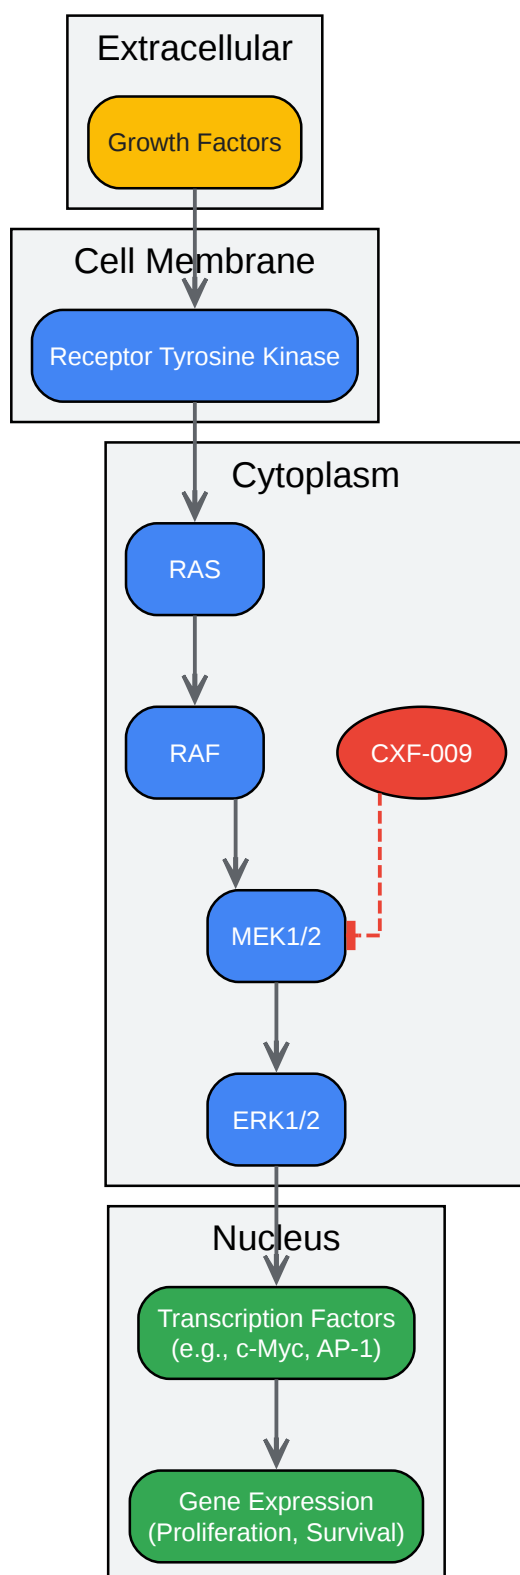 Extracellular
Growth Factors
Cell Membrane
Receptor Tyrosine Kinase
Cytoplasm
RAS
RAF
CXF-009
MEK1/2
ERK1/2
Nucleus
Transcription Factors
(e.g., c-Myc, AP-1)
Gene Expression
(Proliferation, Survival)